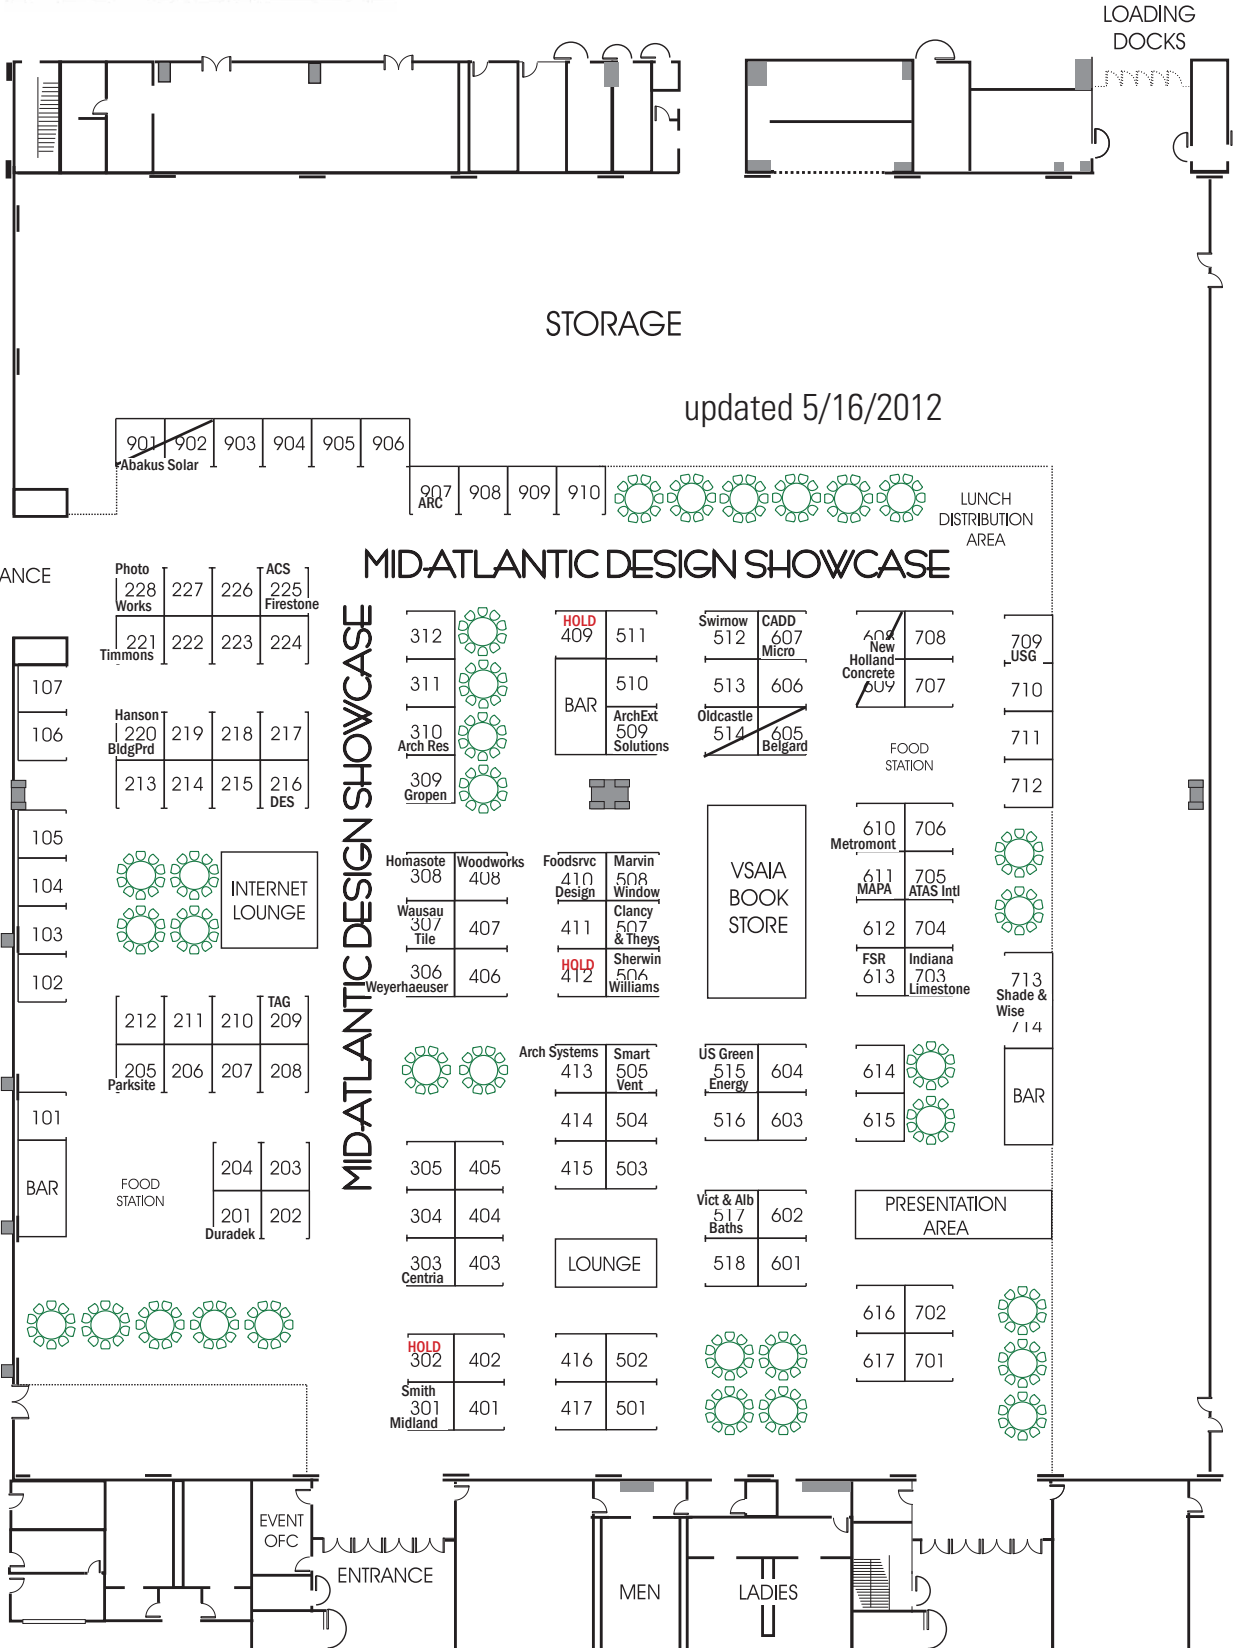 LOADING
DOCKS
STORAGE
updated 5/16/2012
901 902 903 904 905 906
Abakus Solar
907 908 909 910
ARC
LUNCH
DISTRIBUTION
AREA
MID-ATLANTIC DESIGN SHOWCASE
ANCE
Photo ACS
228 227 226 225
Works Firestone
221 222 223 224
Timmons
MID-ATLANTIC DESIGN SHOWCASE
107
106
Hanson
220 219 218 217
BldgPrd
213 214 215 216
DES
105
104
103
102
INTERNET
LOUNGE
TAG
212 211 210 209
205 206 207 208
Parksite
101
BAR
FOOD
STATION
204 203
201 202
Duradek
312
311
310
Arch Res
309
Gropen
HOLD
409 511
BAR
510
ArchExt
509
Solutions
Swirnow CADD
512 607
Micro
513 606
Oldcastle
514 605
Belgard
608 708
New
Holland
Concrete
609 707
FOOD
STATION
709
USG
710
711
712
Homasote Woodworks
308 408
Wausau
307 407
Tile
306 406
Weyerhaeuser
Foodsrvc Marvin
410 508
Design Window
Clancy
411 507
& Theys
HOLD Sherwin
412 506
Williams
VSAIA
BOOK
STORE
610 706
Metromont
611 705
MAPA ATAS Intl
612 704
FSR Indiana
613 703
Limestone
713
Shade &
Wise
714
BAR
Arch Systems Smart
413 505
Vent
414 504
415 503
US Green
515 604
Energy
516 603
614
615
305 405
304 404
303 403
Centria
LOUNGE
Vict & Alb
517 602
Baths
518 601
PRESENTATION
AREA
HOLD
302 402
Smith
301 401
Midland
416 502
417 501
616 702
617 701
EVENT
OFC
ENTRANCE
MEN
LADIES